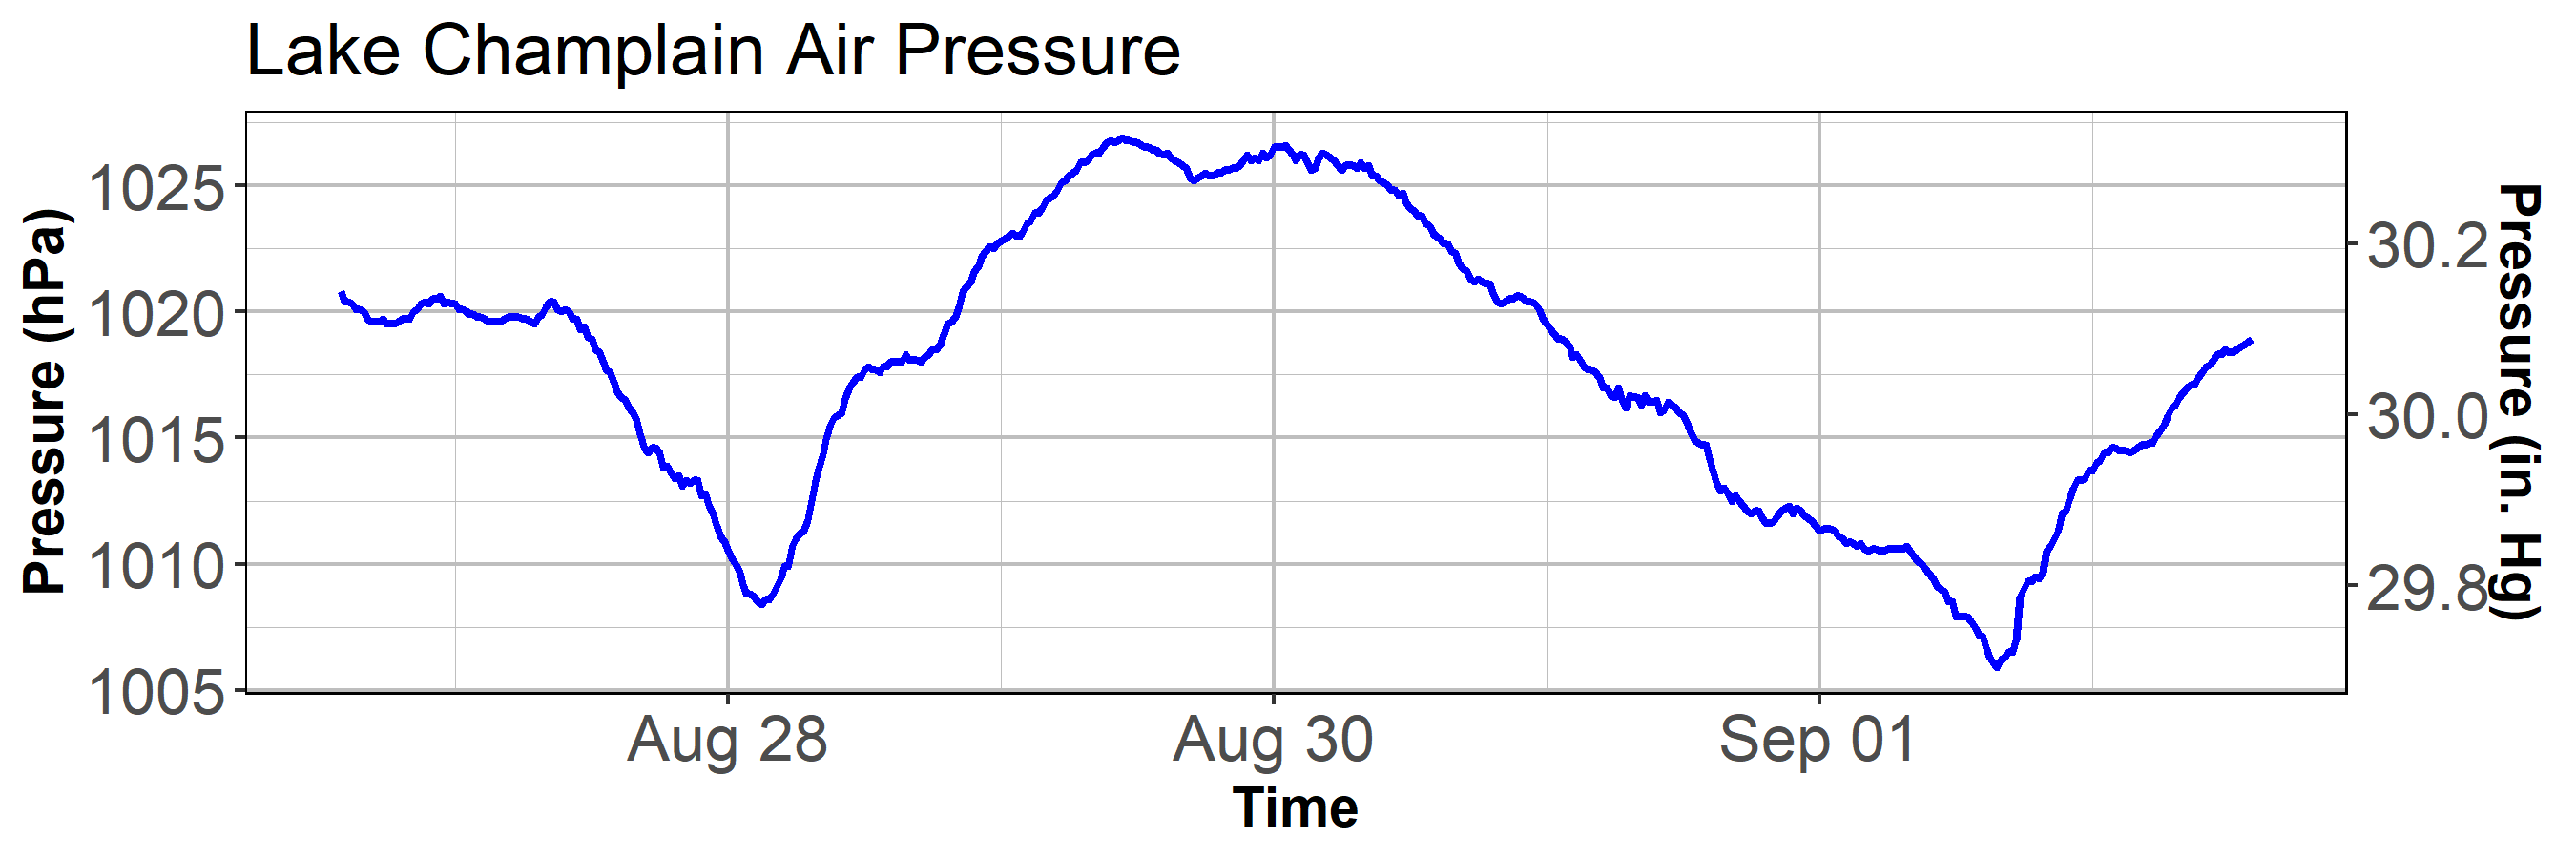 Lake Champlain Air Pressure
Pressure (hPa)
1025
1020
1015
1010
1005
30.2
30.0
29.8
Pressure (in. Hg)
Aug 28
Aug 30
Sep 01
Time